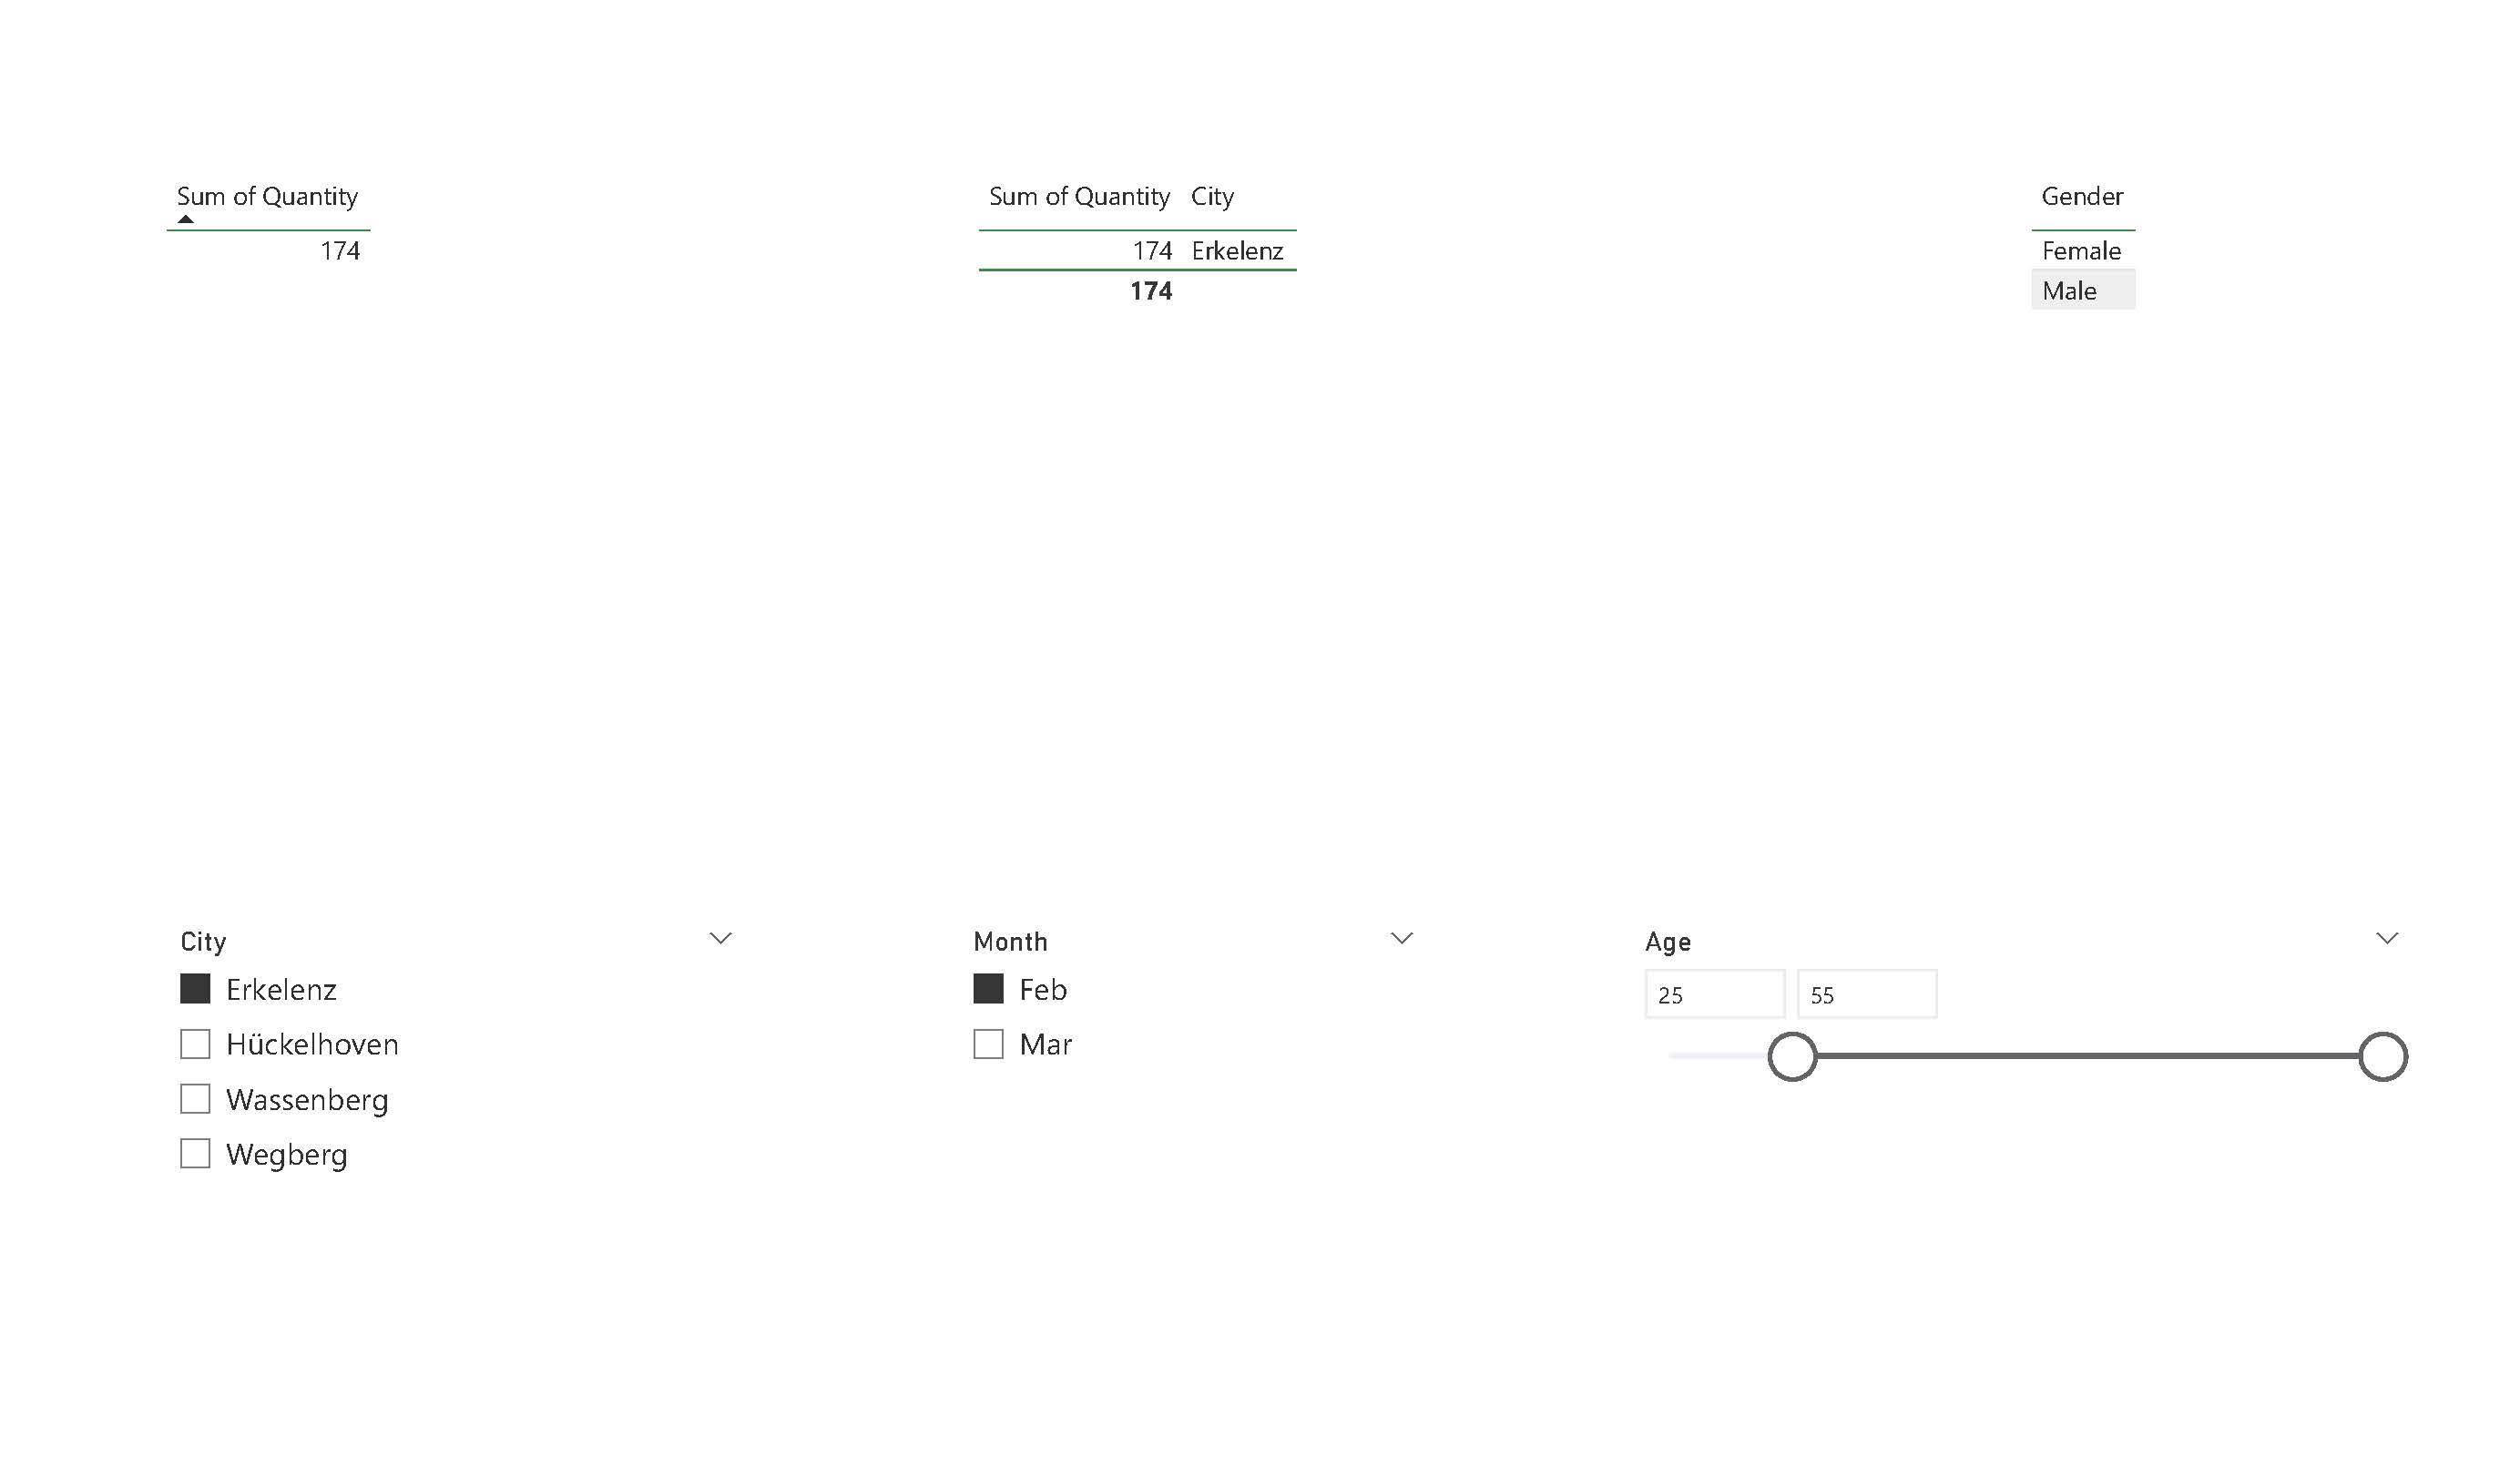 Sum of Quantity
174
Sum of Quantity City
174 Erkelenz
174
Gender
Female
Male
City
Erkelenz
Hückelhoven
Wassenberg
Wegberg
Month
Feb
Mar
Age
25 55